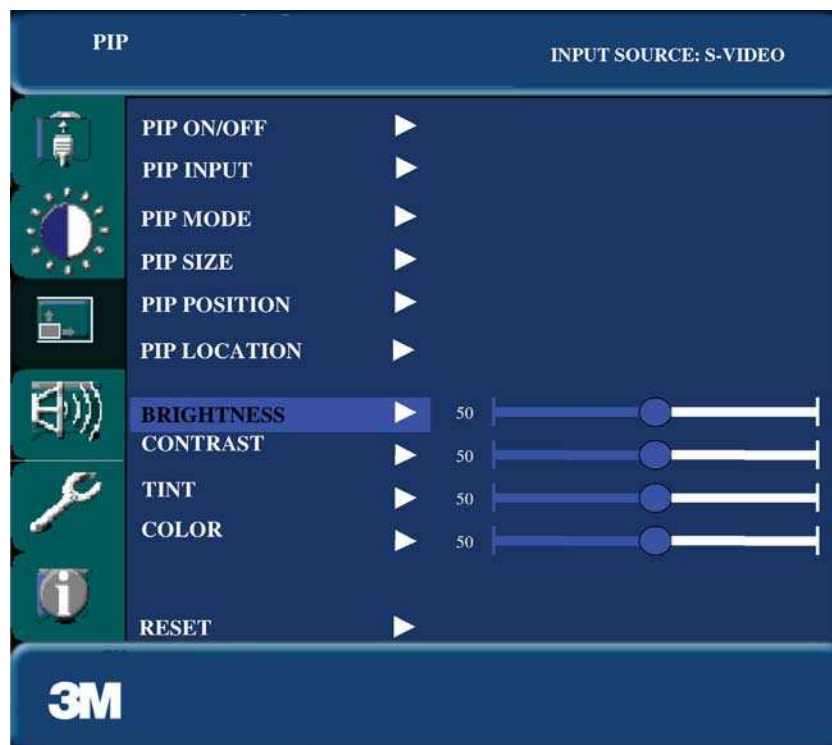 PIP
INPUT SOURCE: S-VIDEO
PIP ON/OFF
PIP INPUT
PIP MODE
PIP SIZE
PIP POSITION
PIP LOCATION
BRIGHTNESS 50
CONTRAST 50
TINT 50
COLOR 50
RESET
3M